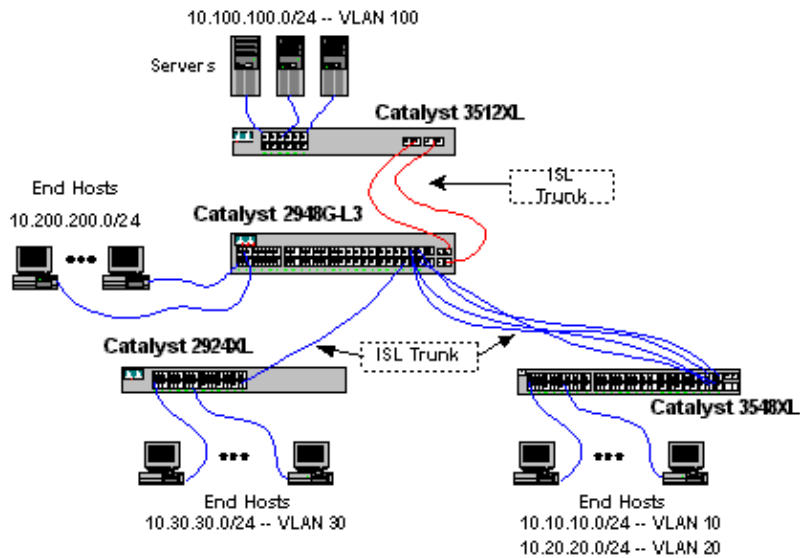 10.100.100.0/24 -- VLAN 100
Servers
Catalyst 3512XL
ISL
Trunk
End Hosts
10.200.200.0/24
Catalyst 2948G-L3
Catalyst 2924XL
ISL Trunk
Catalyst 3548XL
End Hosts
10.30.30.0/24 -- VLAN 30
End Hosts
10.10.10.0/24 -- VLAN 10
10.20.20.0/24 -- VLAN 20